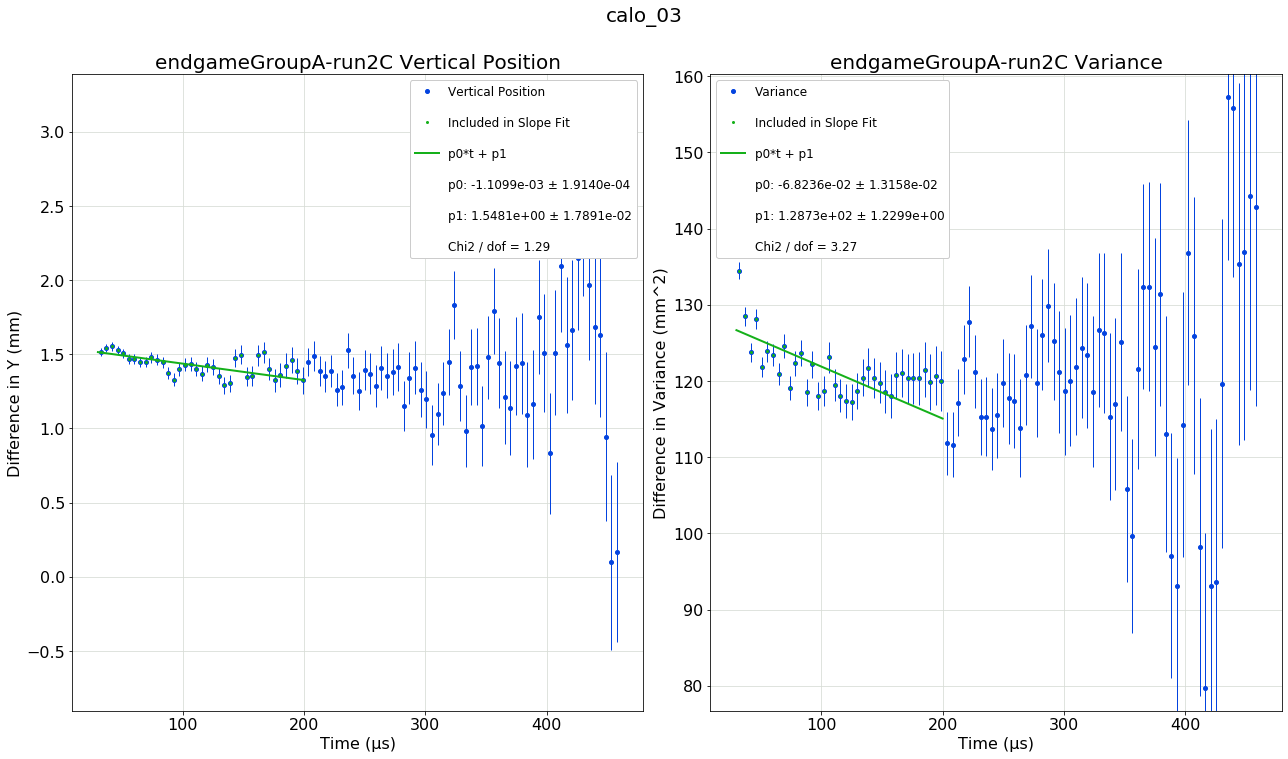 calo_03
endgameGroupA-run2C Vertical Position
Difference in Y (mm)
3.0
2.5
2.0
1.5
1.0
0.5
0.0
−0.5
100
200
300
400
Time (µs)
Vertical Position
Included in Slope Fit
p0*t + p1
p0: -1.1099e-03 ± 1.9140e-04
p1: 1.5481e+00 ± 1.7891e-02
Chi2 / dof = 1.29
endgameGroupA-run2C Variance
Difference in Variance (mm^2)
160
150
140
130
120
110
100
90
80
100
200
300
400
Time (µs)
Variance
Included in Slope Fit
p0*t + p1
p0: -6.8236e-02 ± 1.3158e-02
p1: 1.2873e+02 ± 1.2299e+00
Chi2 / dof = 3.27